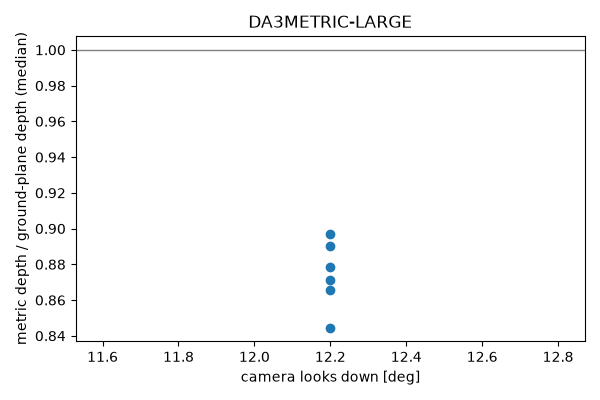 DA3METRIC-LARGE
metric depth / ground-plane depth (median)
1.00
0.98
0.96
0.94
0.92
0.90
0.88
0.86
0.84
11.6 11.8 12.0 12.2 12.4 12.6 12.8
camera looks down [deg]